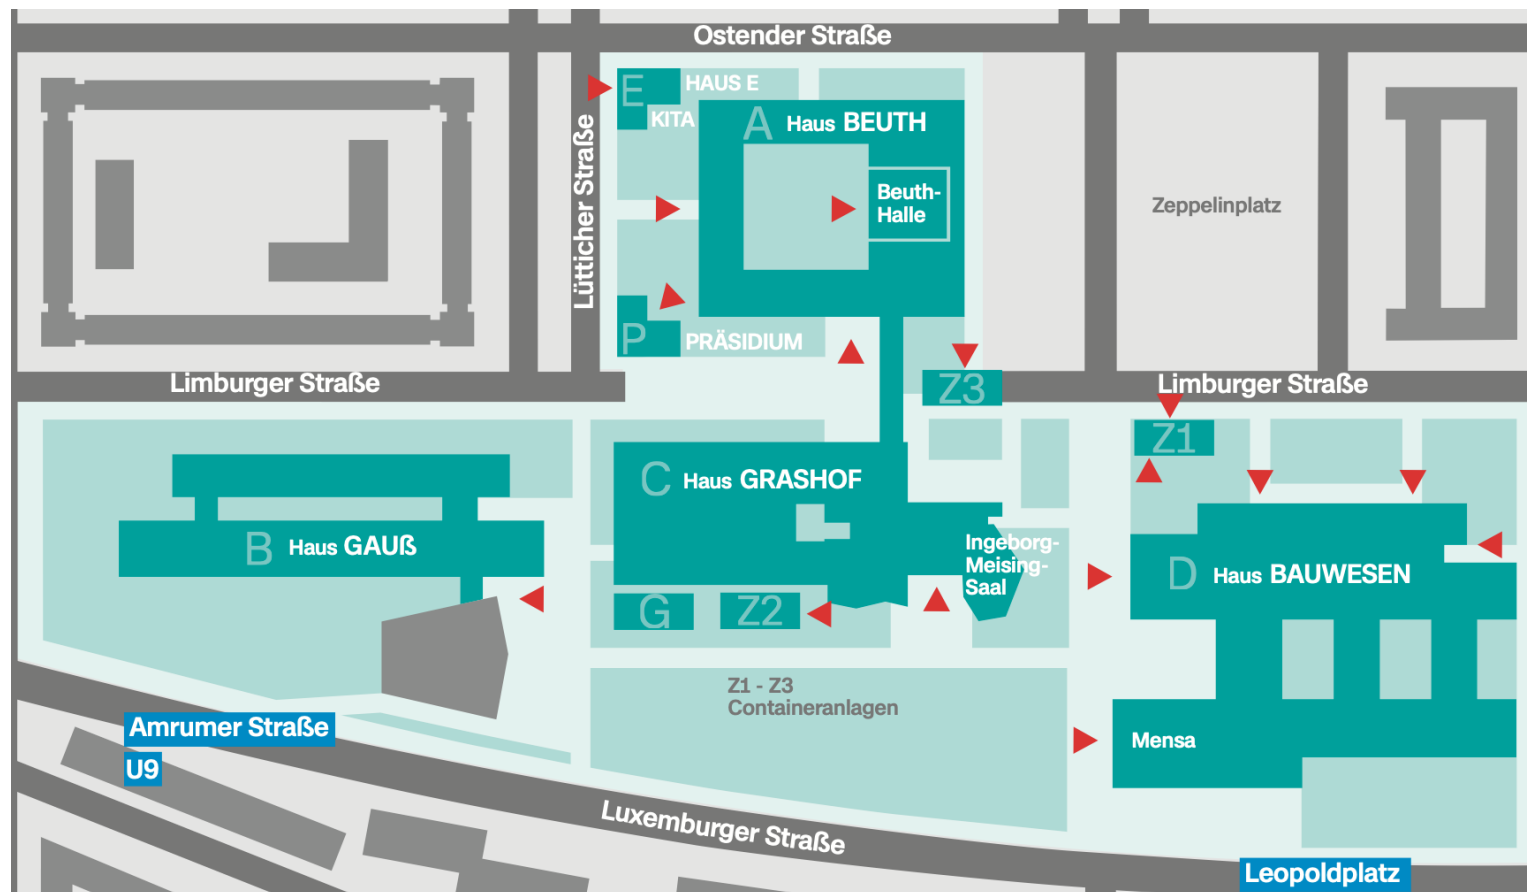 Ostender Straße
E HAUS E
KITA
A Haus BEUTH
Beuth-
Halle
Lütticher Straße
Zeppelinplatz
P PRÄSIDIUM
Limburger Straße
Z3
Limburger Straße
Z1
C Haus GRASHOF
B Haus GAUß
Ingeborg-
Meising-
Saal
D Haus BAUWESEN
G
Z2
Z1 - Z3
Containeranlagen
Amrumer Straße
U9
Mensa
Luxemburger Straße
Leopoldplatz